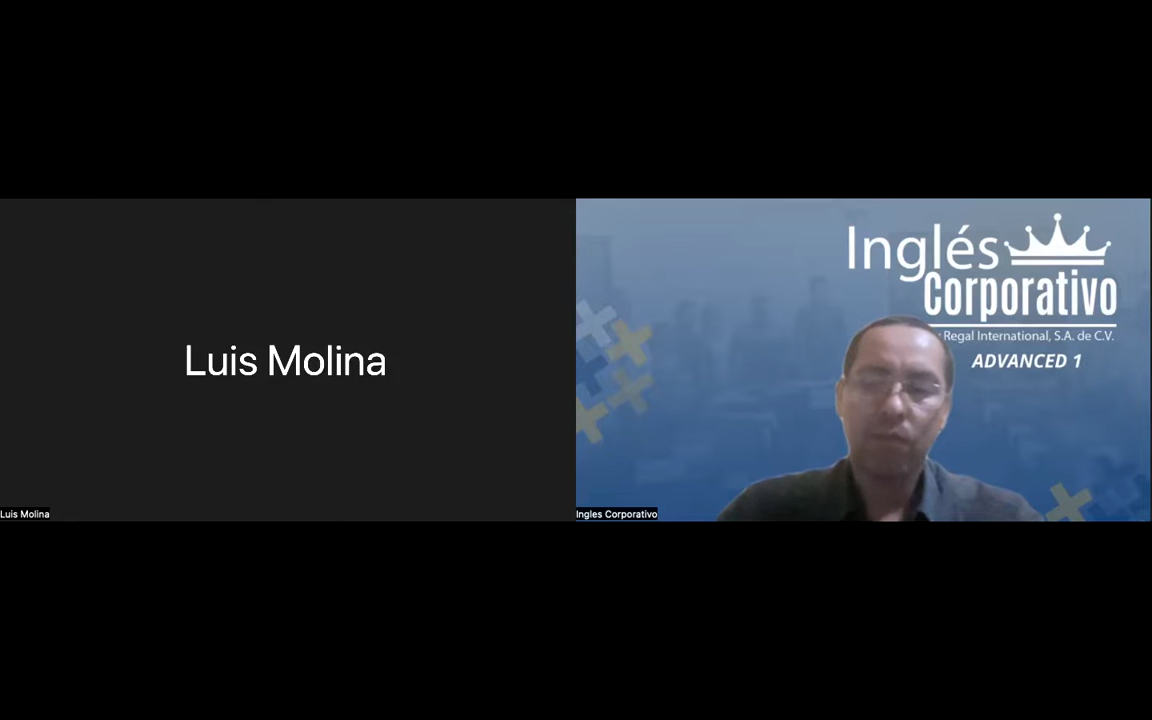 Luis Molina
Luis Molina
Inglés
Corporativo
Regal International, S.A. de C.V.
ADVANCED 1
Ingles Corporativo